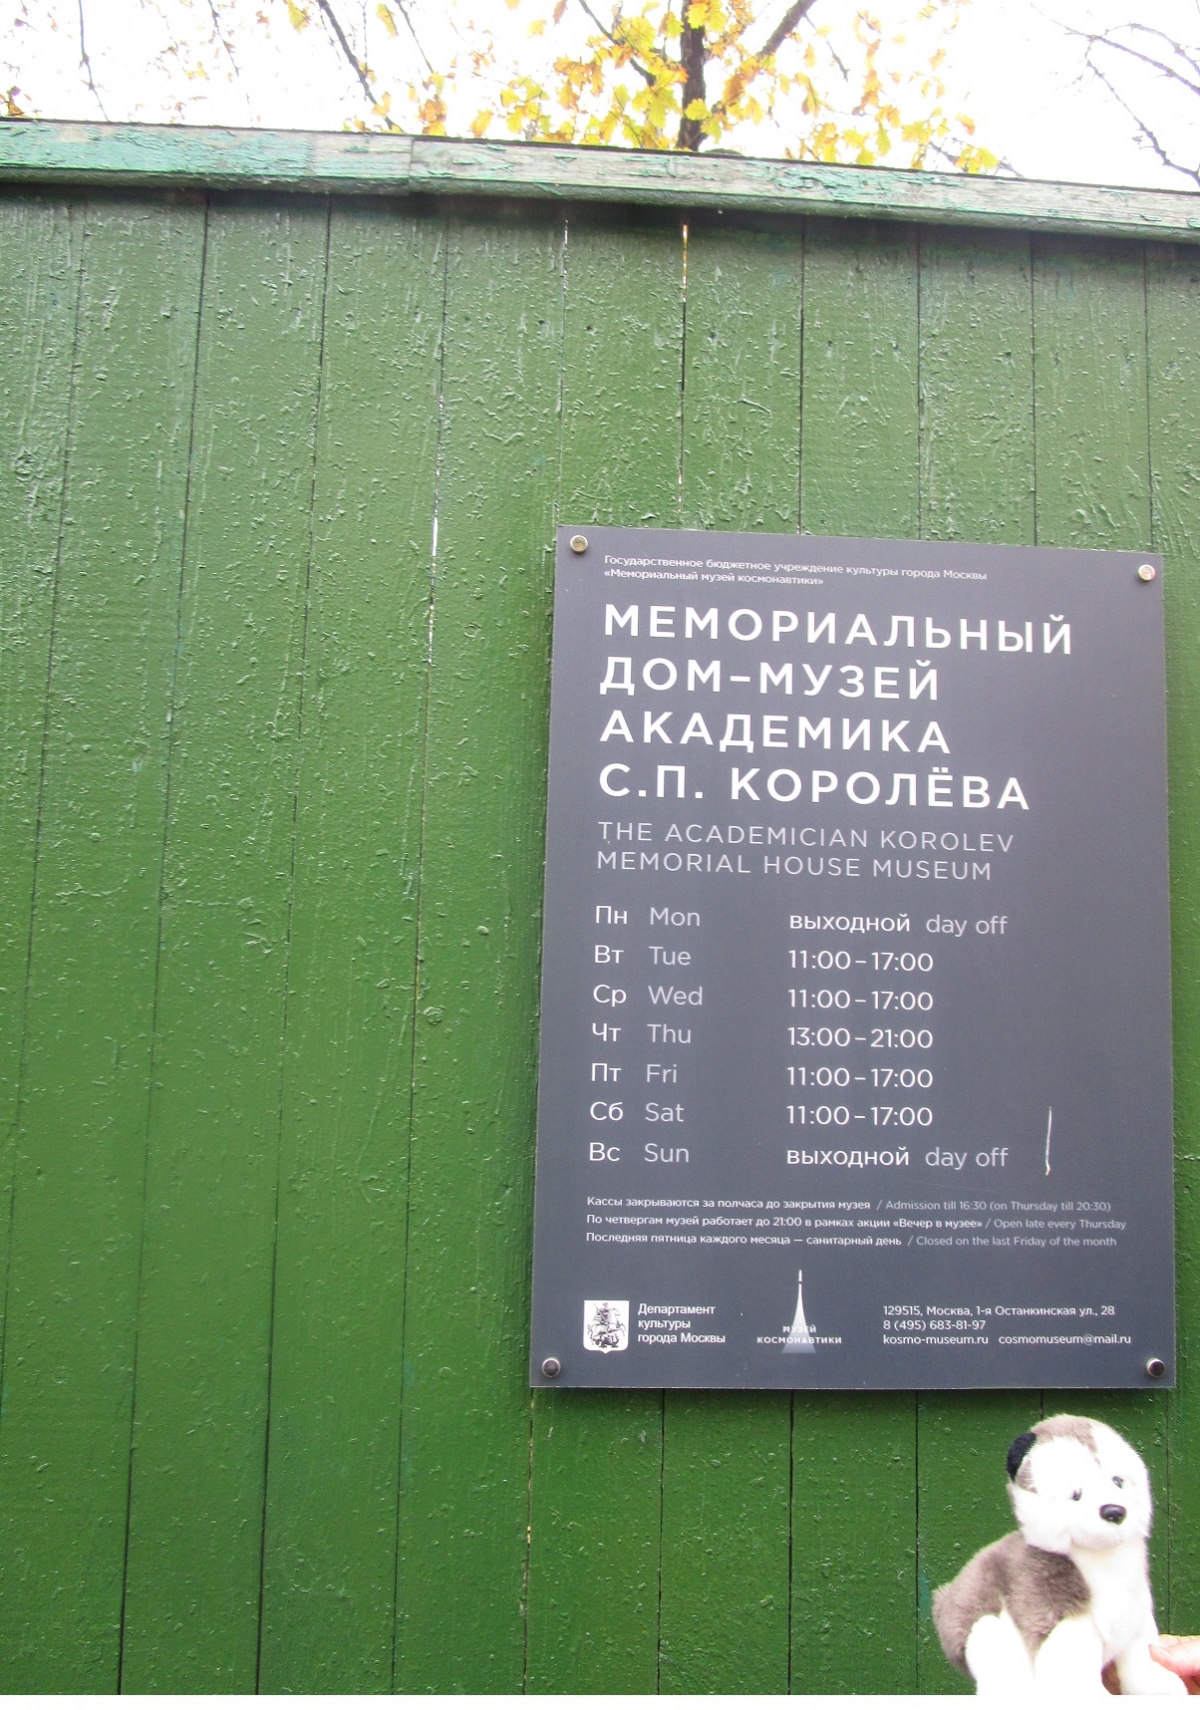 Государственное бюджетное учреждение культуры города Москвы
«Мемориальный музей космонавтики»
МЕМОРИАЛЬНЫЙ
ДОМ–МУЗЕЙ
АКАДЕМИКА
С.П. КОРОЛЁВА
THE ACADEMICIAN KOROLEV
MEMORIAL HOUSE MUSEUM
Пн Mon выходной day off
Вт Tue 11:00–17:00
Ср Wed 11:00–17:00
Чт Thu 13:00–21:00
Пт Fri 11:00–17:00
Сб Sat 11:00–17:00
Вс Sun выходной day off
Кассы закрываются за полчаса до закрытия музея / Admission till 16:30 (on Thursday till 20:30)
По четвергам музей работает до 21:00 в рамках акции «Вечер в музее» / Open late every Thursday
Последняя пятница каждого месяца — санитарный день / Closed on the last Friday of the month
Департамент
культуры
города Москвы
МУЗЕЙ
КОСМОНАВТИКИ
129515, Москва, 1-я Останкинская ул., 28
8 (495) 683-81-97
kosmo-museum.ru cosmomuseum@mail.ru